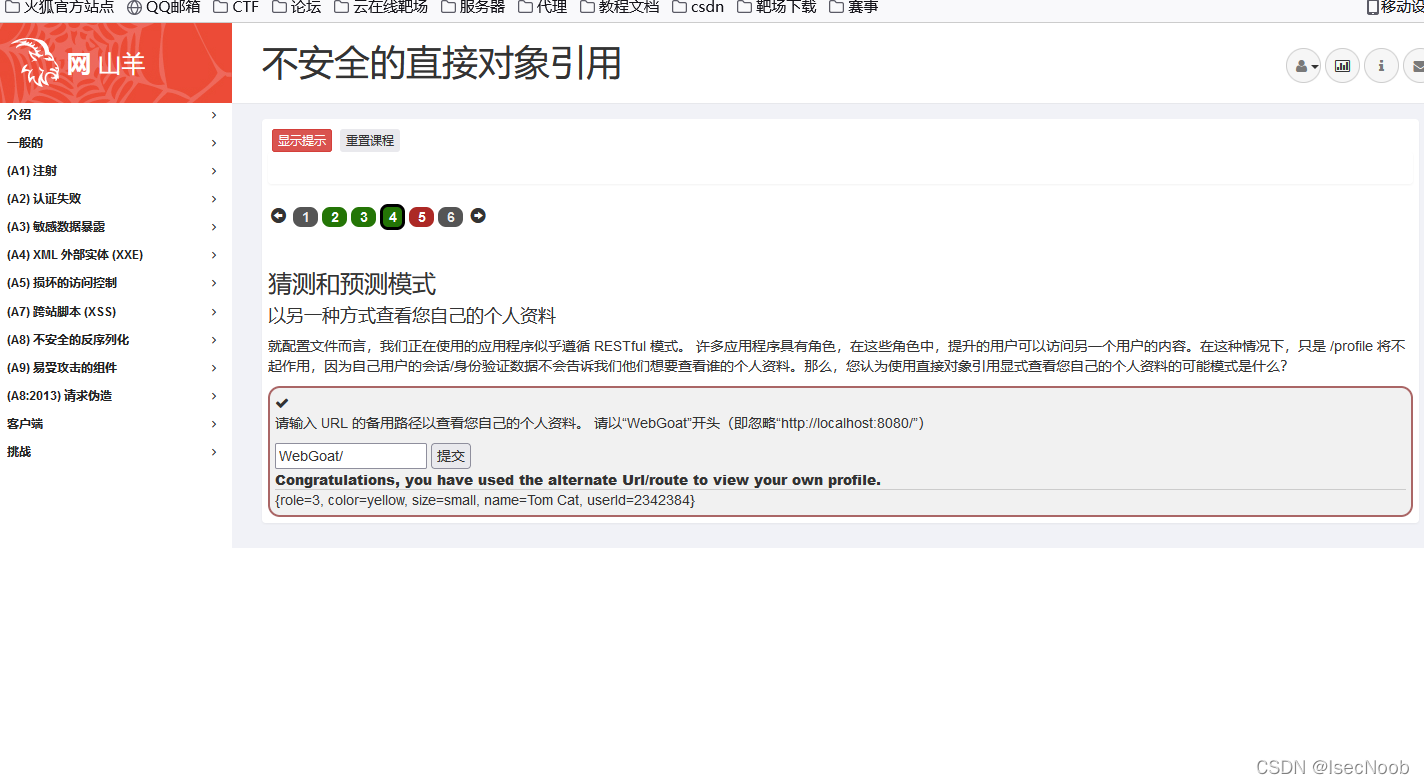 火狐官方站点 QQ邮箱 CTF 论坛 云在线靶场 服务器 代理 教程文档 csdn 靶场下载 赛事 移动设
网 山羊
不安全的直接对象引用
介绍
一般的
(A1) 注射
(A2) 认证失败
(A3) 敏感数据暴露
(A4) XML 外部实体 (XXE)
(A5) 损坏的访问控制
(A7) 跨站脚本 (XSS)
(A8) 不安全的反序列化
(A9) 易受攻击的组件
(A8:2013) 请求伪造
客户端
挑战
显示提示 重置课程
1 2 3 4 5 6
猜测和预测模式
以另一种方式查看您自己的个人资料
就配置文件而言，我们正在使用的应用程序似乎遵循 RESTful 模式。 许多应用程序具有角色，在这些角色中，提升的用户可以访问另一个用户的内容。在这种情况下，只是 /profile 将不
起作用，因为自己用户的会话/身份验证数据不会告诉我们他们想要查看谁的个人资料。那么，您认为使用直接对象引用显式查看您自己的个人资料的可能模式是什么？
请输入 URL 的备用路径以查看您自己的个人资料。 请以“WebGoat”开头（即忽略“http://localhost:8080/”）
WebGoat/ 提交
Congratulations, you have used the alternate Url/route to view your own profile.
{role=3, color=yellow, size=small, name=Tom Cat, userId=2342384}
CSDN @IsecNoob